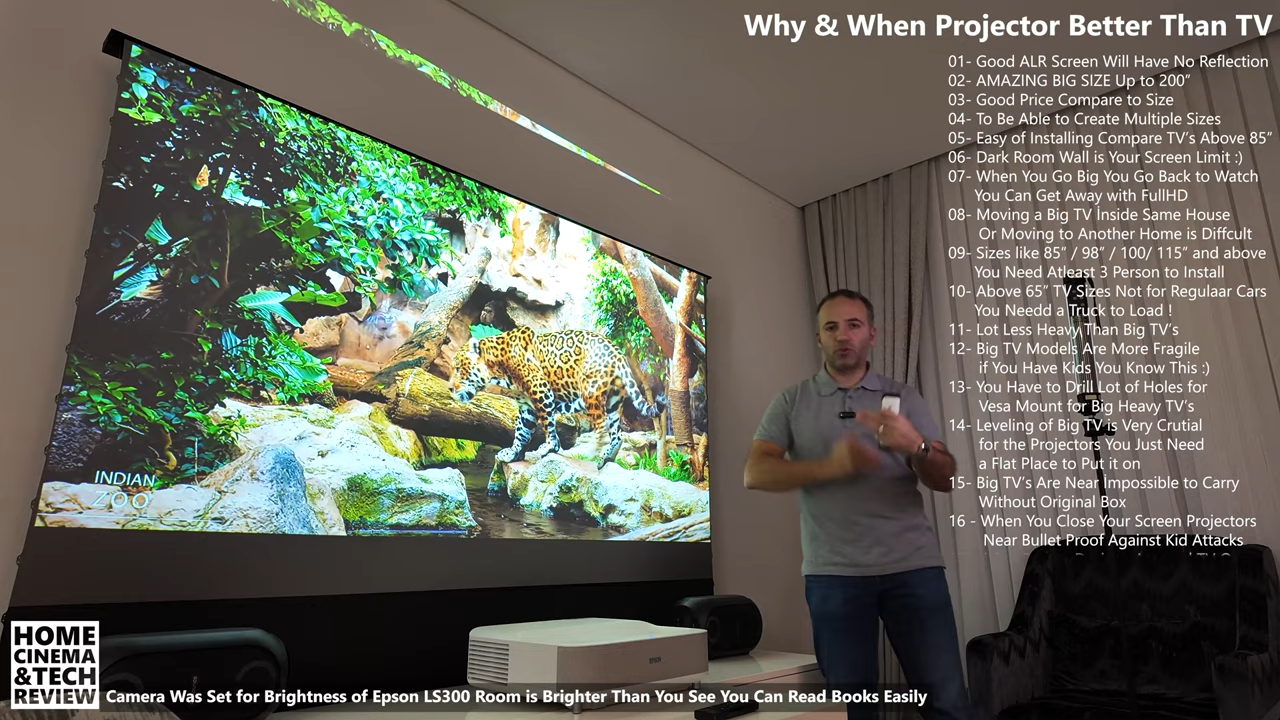 Why & When Projector Better Than TV
01- Good ALR Screen Will Have No Reflection
02- AMAZING BIG SIZE Up to 200”
03- Good Price Compare to Size
04- To Be Able to Create Multiple Sizes
05- Easy of Installing Compare TV’s Above 85”
06- Dark Room Wall is Your Screen Limit :)
07- When You Go Big You Go Back to Watch
You Can Get Away with FullHD
08- Moving a Big TV İnside Same House
Or Moving to Another Home is Diffcult
09- Sizes like 85” / 98” / 100/ 115” and above
You Need Atleast 3 Person to Install
10- Above 65” TV Sizes Not for Regulaar Cars
You Needd a Truck to Load !
11- Lot Less Heavy Than Big TV’s
12- Big TV Models Are More Fragile
if You Have Kids You Know This :)
13- You Have to Drill Lot of Holes for
Vesa Mount for Big Heavy TV’s
14- Leveling of Big TV is Very Crutial
for the Projectors You Just Need
a Flat Place to Put it on
15- Big TV’s Are Near Impossible to Carry
Without Original Box
16 - When You Close Your Screen Projectors
Near Bullet Proof Against Kid Attacks
INDIAN
ZOO
EPSON
HOME
CINEMA
&TECH
REVIEW
Camera Was Set for Brightness of Epson LS300 Room is Brighter Than You See You Can Read Books Easily